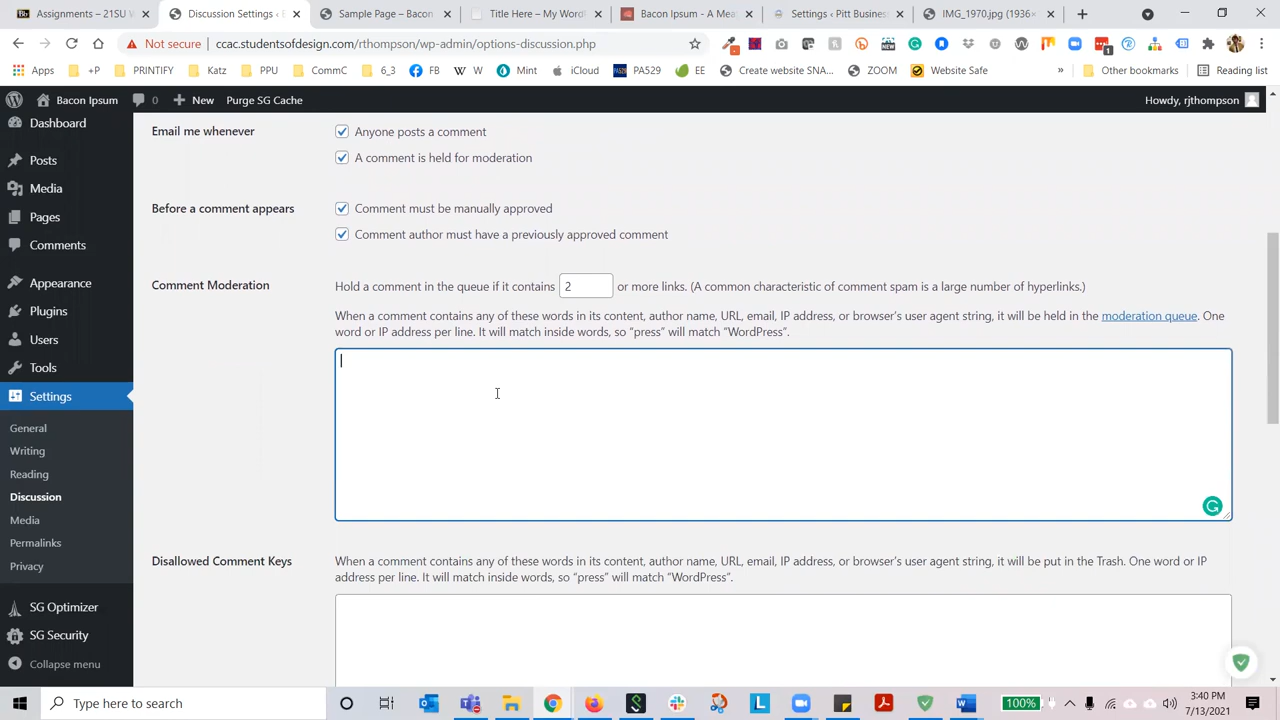 Assignments – 21SU W
Discussion Settings ‹ B
Sample Page – Bacon I
Title Here – My WordP
Bacon Ipsum - A Mea
Settings ‹ Pitt Business
IMG_1970.jpg (1936×
Not secure
ccac.studentsofdesign.com/rthompson/wp-admin/options-discussion.php
Apps
+P
PRINTIFY
Katz
PPU
CommC
6_3
FB
W
Mint
iCloud
PA529
EE
Create website SNA...
ZOOM
Website Safe
»
Other bookmarks
Reading list
Bacon Ipsum
0
New
Purge SG Cache
Howdy, rjthompson
Dashboard
Posts
Media
Pages
Comments
Appearance
Plugins
Users
Tools
Settings
General
Writing
Reading
Discussion
Media
Permalinks
Privacy
SG Optimizer
SG Security
Collapse menu
Email me whenever
Anyone posts a comment
A comment is held for moderation
Before a comment appears
Comment must be manually approved
Comment author must have a previously approved comment
Comment Moderation
Hold a comment in the queue if it contains 2 or more links. (A common characteristic of comment spam is a large number of hyperlinks.)
When a comment contains any of these words in its content, author name, URL, email, IP address, or browser's user agent string, it will be held in the moderation queue. One
word or IP address per line. It will match inside words, so “press” will match “WordPress”.
Disallowed Comment Keys
When a comment contains any of these words in its content, author name, URL, email, IP address, or browser's user agent string, it will be put in the Trash. One word or IP
address per line. It will match inside words, so “press” will match “WordPress”.
Type here to search
100%
3:40 PM
7/13/2021